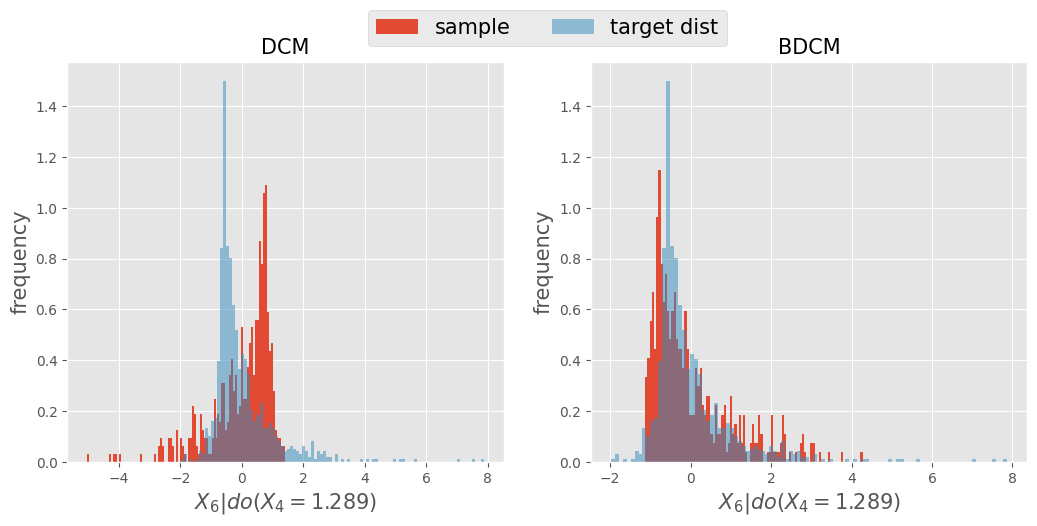 sample target dist
DCM
BDCM
frequency
1.4
1.2
1.0
0.8
0.6
0.4
0.2
0.0
−4 −2 0 2 4 6 8
X₆|do(X₄ = 1.289)
frequency
1.4
1.2
1.0
0.8
0.6
0.4
0.2
0.0
−2 0 2 4 6 8
X₆|do(X₄ = 1.289)